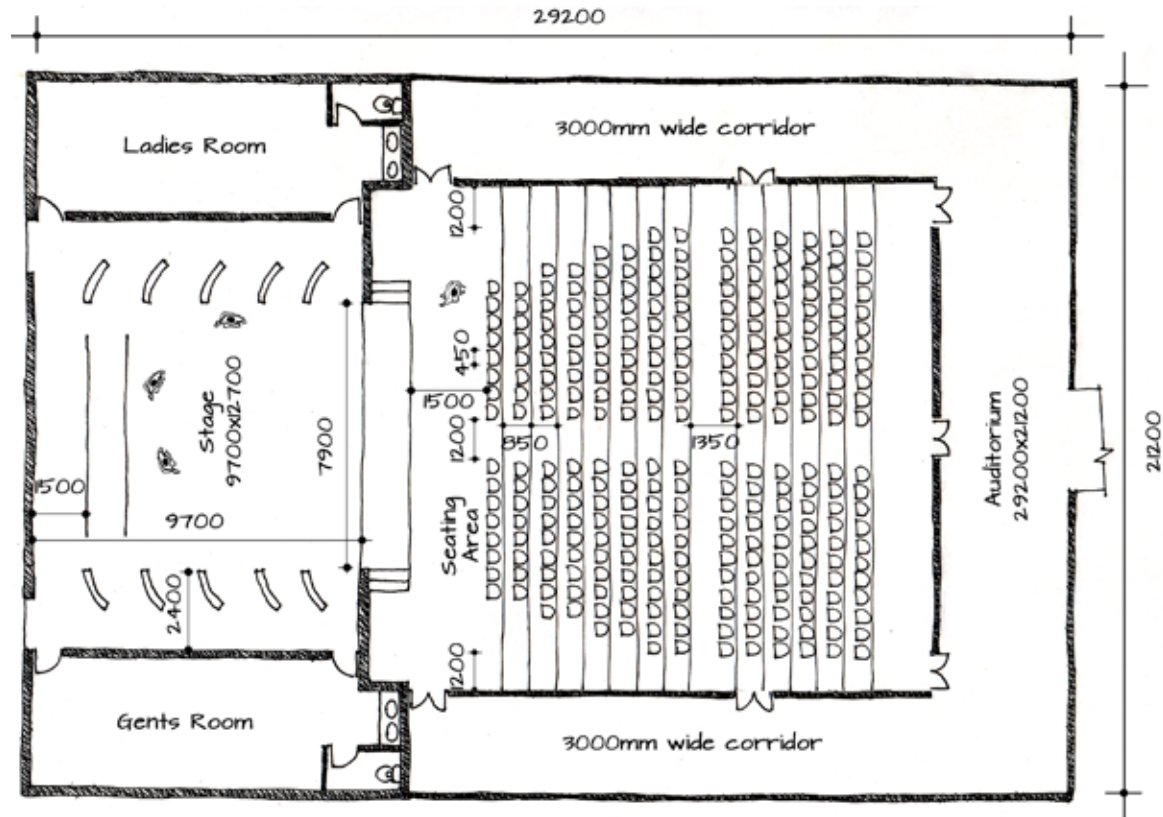 29200
3000mm wide corridor
Ladies Room
1200
450
1500
Stage
9700x12700
7900
1200
850
1350
Auditorium
29200x21200
21200
1500
9700
Seating
Area
2400
1200
Gents Room
3000mm wide corridor